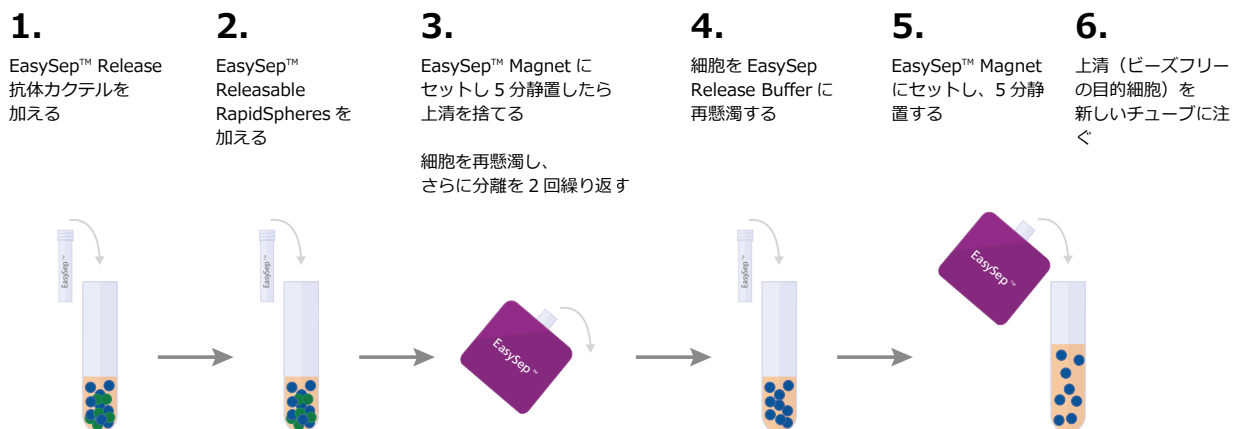 1.
EasySep™ Release
抗体カクテルを
加える
2.
EasySep™
Releasable
RapidSpheres を
加える
3.
EasySep™ Magnet に
セットし 5 分静置したら
上清を捨てる
細胞を再懸濁し、
さらに分離を 2 回繰り返す
4.
細胞を EasySep
Release Buffer に
再懸濁する
5.
EasySep™ Magnet
にセットし、5 分静
置する
6.
上清（ビーズフリー
の目的細胞）を
新しいチューブに注
ぐ
EasySep™
EasySep™
EasySep™
EasySep™
EasySep™